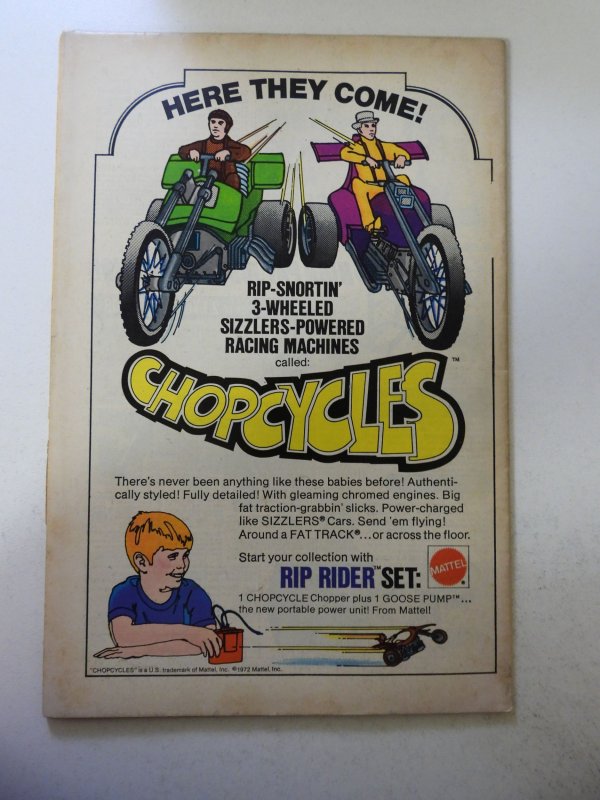 HERE THEY COME!
RIP-SNORTIN'
3-WHEELED
SIZZLERS-POWERED
RACING MACHINES
called:
CHOPCYCLES™
There's never been anything like these babies before! Authenti-
cally styled! Fully detailed! With gleaming chromed engines. Big
fat traction-grabbin' slicks. Power-charged
like SIZZLERS® Cars. Send 'em flying!
Around a FAT TRACK®...or across the floor.
Start your collection with
RIP RIDER™ SET:
MATTEL®
1 CHOPCYCLE Chopper plus 1 GOOSE PUMP™...
the new portable power unit! From Mattel!
"CHOPCYCLES" is a U.S. trademark of Mattel, Inc. ©1972 Mattel, Inc.